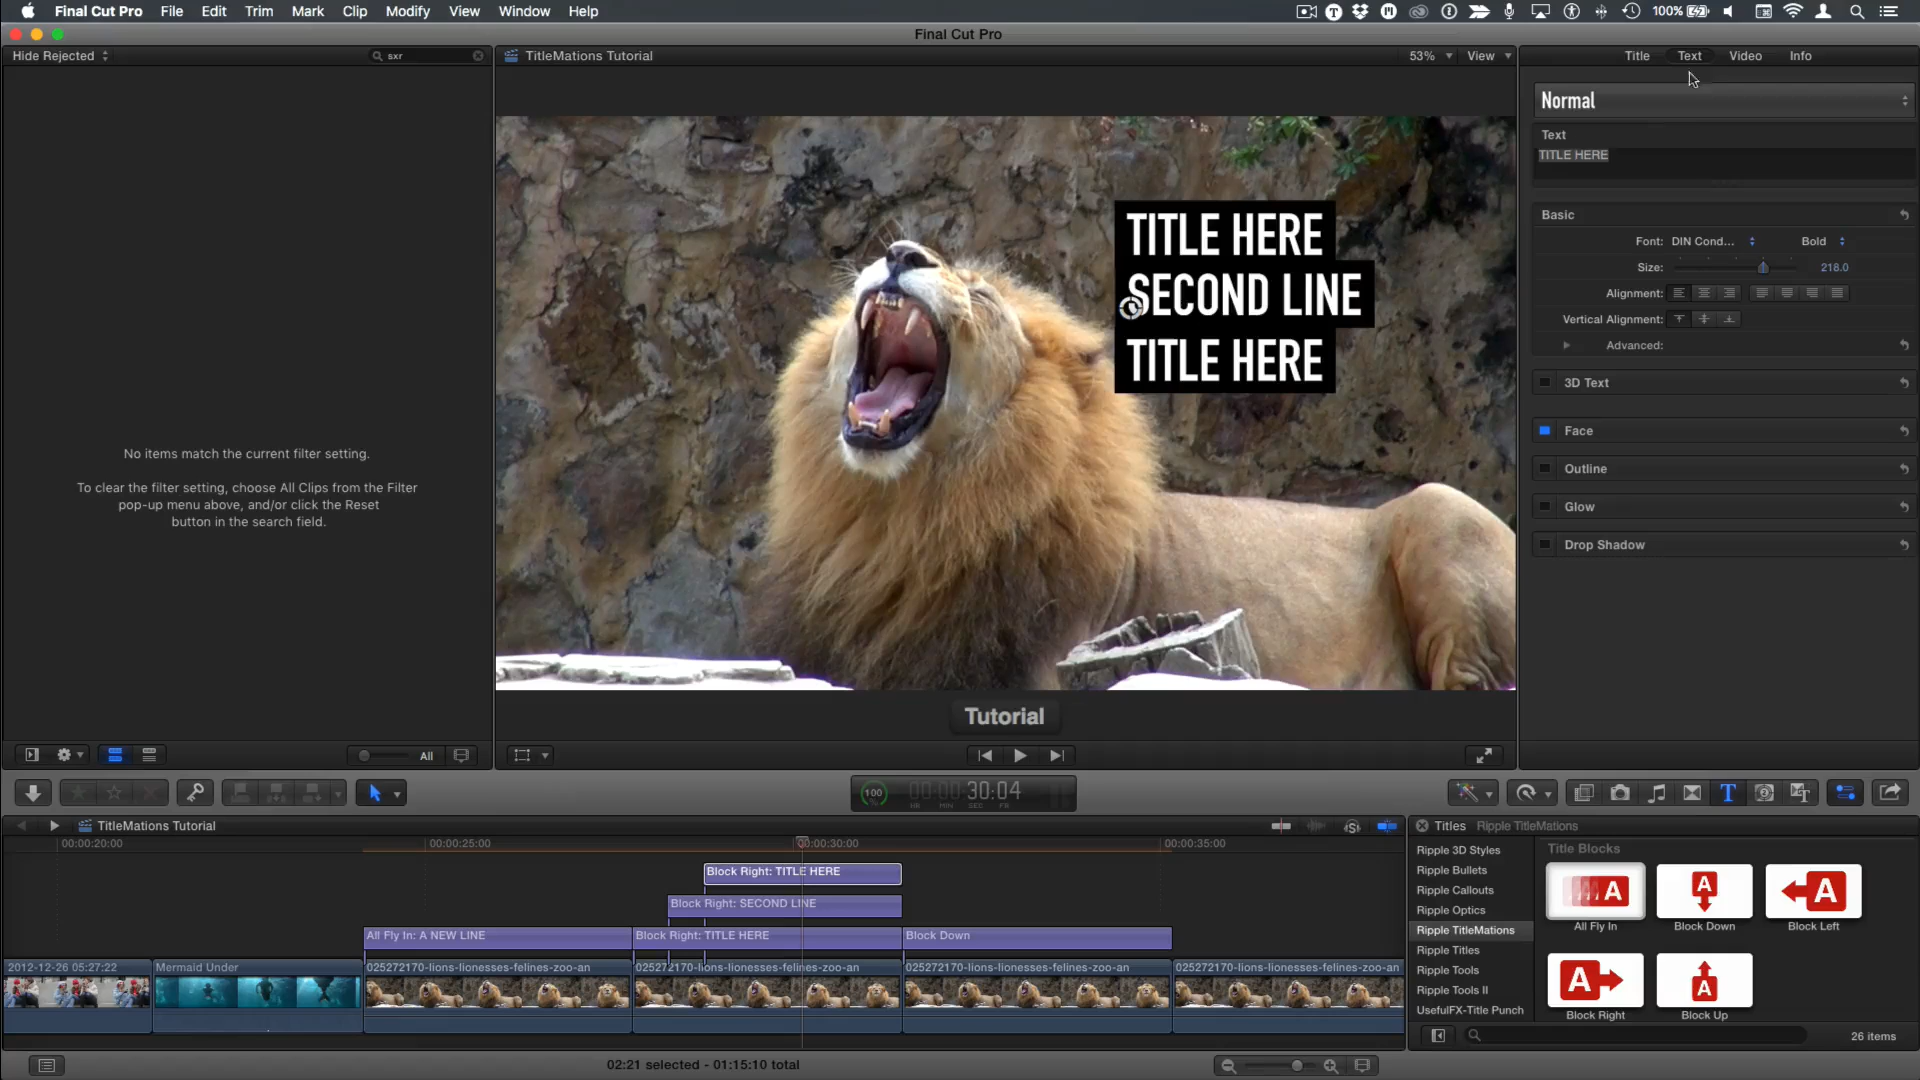 Final Cut Pro File Edit Trim Mark Clip Modify View Window Help 100%
Final Cut Pro
Hide Rejected sxr
TitleMations Tutorial 53% View
Title Text Video Info
Normal
Text
TITLE HERE
Basic
Font: DIN Cond... Bold
Size: 218.0
Alignment:
Vertical Alignment:
Advanced:
3D Text
Face
Outline
Glow
Drop Shadow
TITLE HERE
SECOND LINE
TITLE HERE
No items match the current filter setting.
To clear the filter setting, choose All Clips from the Filter
pop-up menu above, and/or click the Reset
button in the search field.
Tutorial
All
100 00:00:30:04
HR MIN SEC FR
TitleMations Tutorial
00:00:20:00 00:00:25:00 00:00:30:00 00:00:35:00
Block Right: TITLE HERE
Block Right: SECOND LINE
All Fly In: A NEW LINE Block Right: TITLE HERE Block Down
2012-12-26 05:27:22 Mermaid Under 025272170-lions-lionesses-felines-zoo-an 025272170-lions-lionesses-felines-zoo-an 025272170-lions-lionesses-felines-zoo-an 025272170-lions-lionesses-felines-zoo-an
02:21 selected - 01:15:10 total
Titles Ripple TitleMations
Ripple 3D Styles
Ripple Bullets
Ripple Callouts
Ripple Optics
Ripple TitleMations
Ripple Titles
Ripple Tools
Ripple Tools II
UsefulFX-Title Punch
Title Blocks
A A A
All Fly In Block Down Block Left
A A
Block Right Block Up
26 items